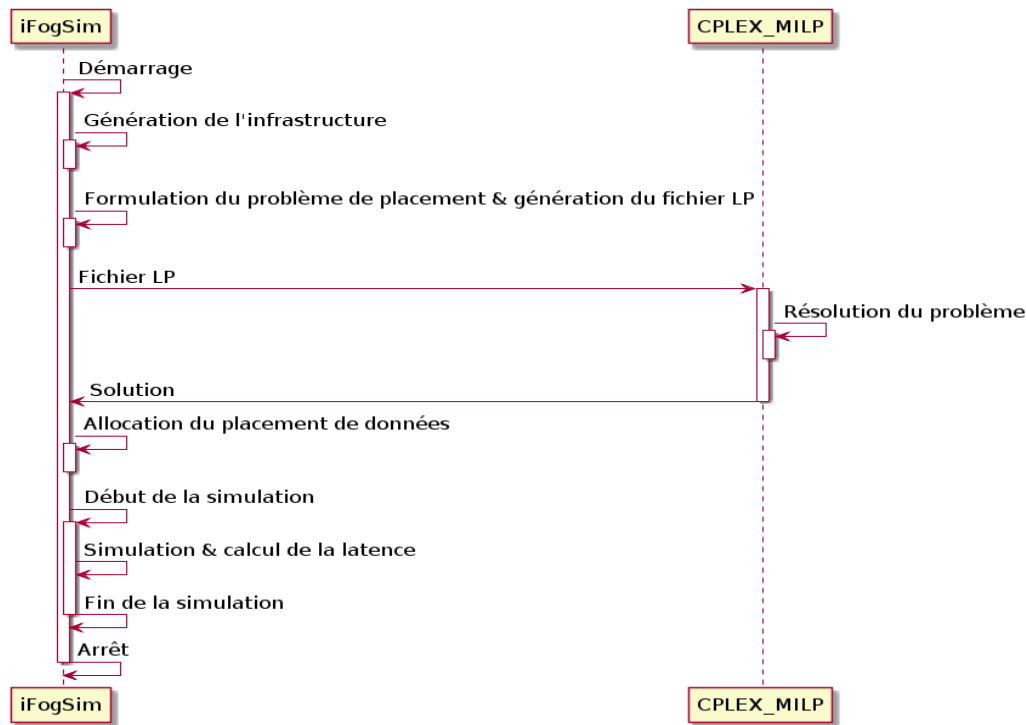 iFogSim
CPLEX_MILP
Démarrage
Génération de l'infrastructure
Formulation du problème de placement & génération du fichier LP
Fichier LP
Résolution du problème
Solution
Allocation du placement de données
Début de la simulation
Simulation & calcul de la latence
Fin de la simulation
Arrêt
iFogSim
CPLEX_MILP